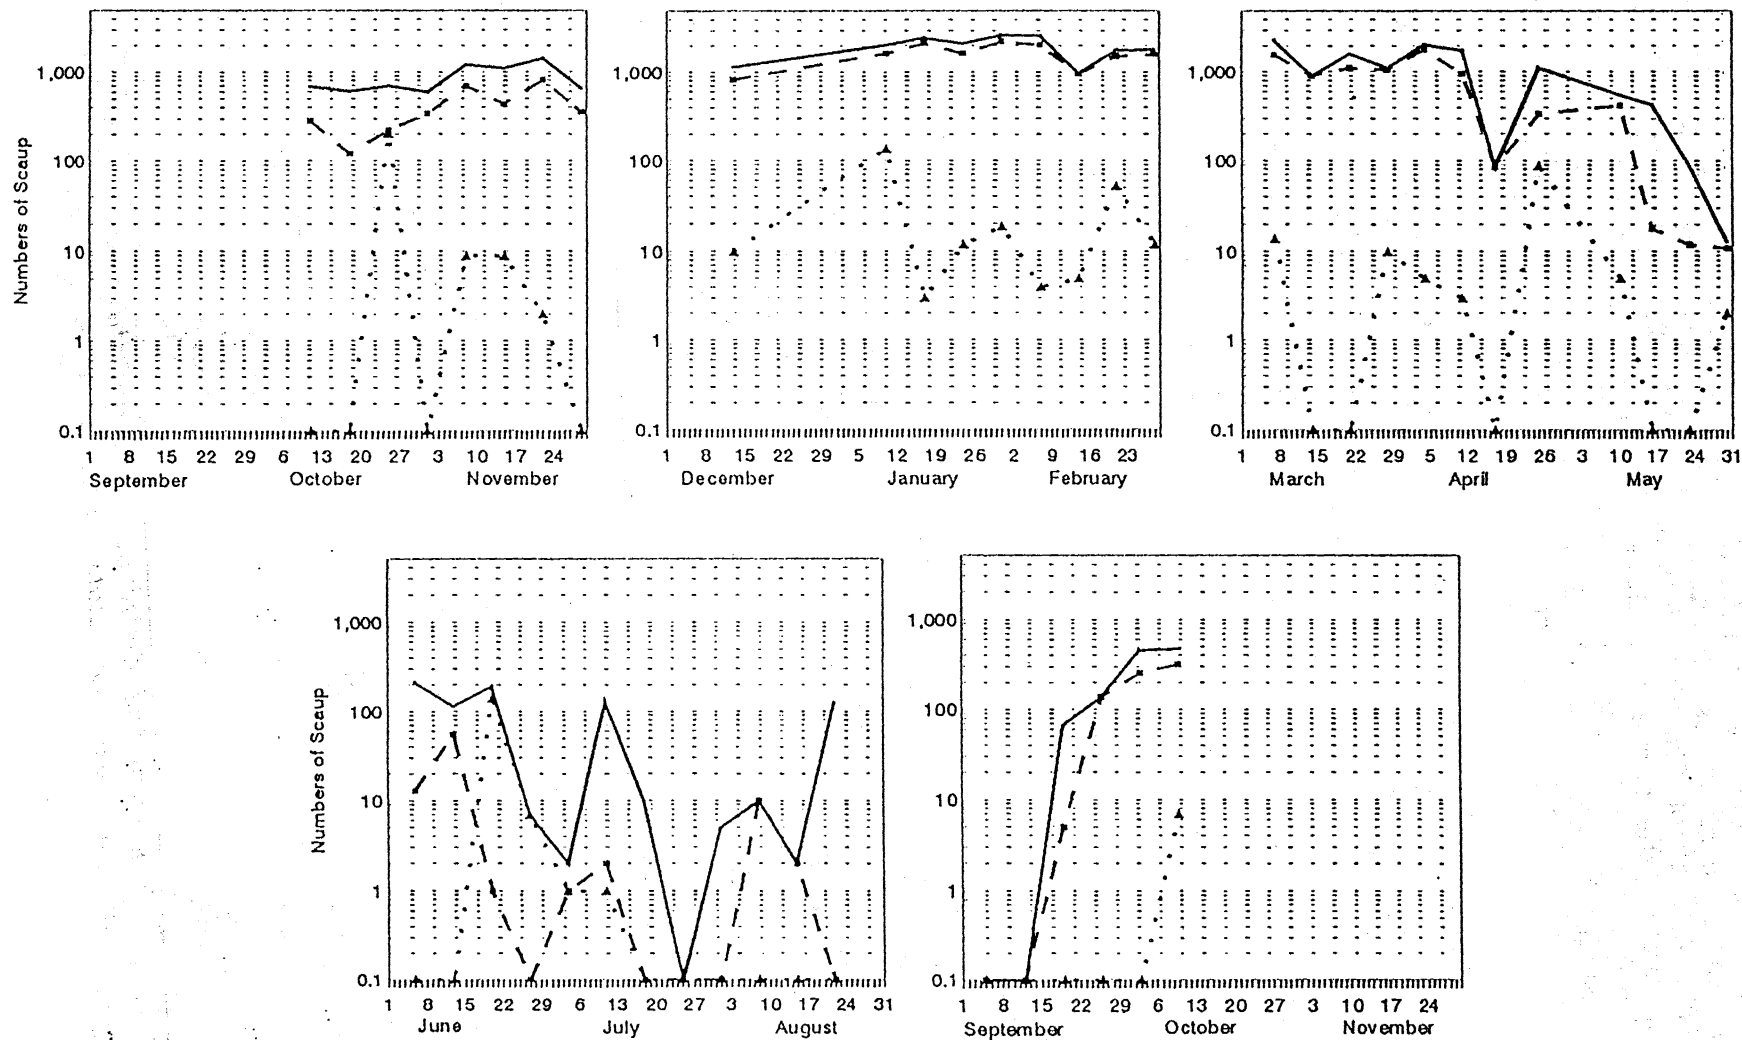 Numbers of Scaup
1,000
100
10
1
0.1
1 8 15 22 29 6 13 20 27 3 10 17 24
September October November
1,000
100
10
1
0.1
1 8 15 22 29 5 12 19 26 2 9 16 23
December January February
1,000
100
10
1
0.1
1 8 15 22 29 5 12 19 26 3 10 17 24 31
March April May
Numbers of Scaup
1,000
100
10
1
0.1
1 8 15 22 29 6 13 20 27 3 10 17 24 31
June July August
1,000
100
10
1
0.1
1 8 15 22 29 6 13 20 27 3 10 17 24
September October November